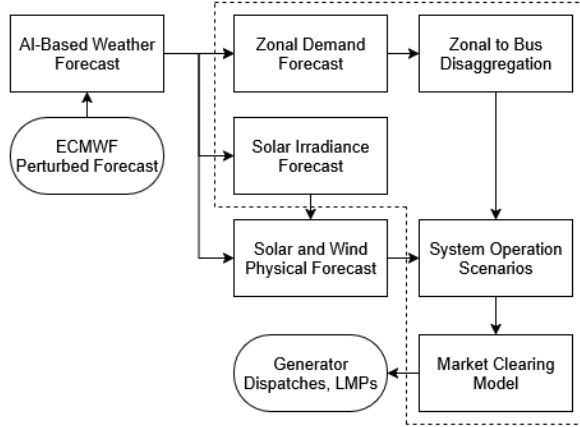 AI-Based Weather
Forecast
Zonal Demand
Forecast
Zonal to Bus
Disaggregation
ECMWF
Perturbed Forecast
Solar Irradiance
Forecast
Solar and Wind
Physical Forecast
System Operation
Scenarios
Generator
Dispatches, LMPs
Market Clearing
Model